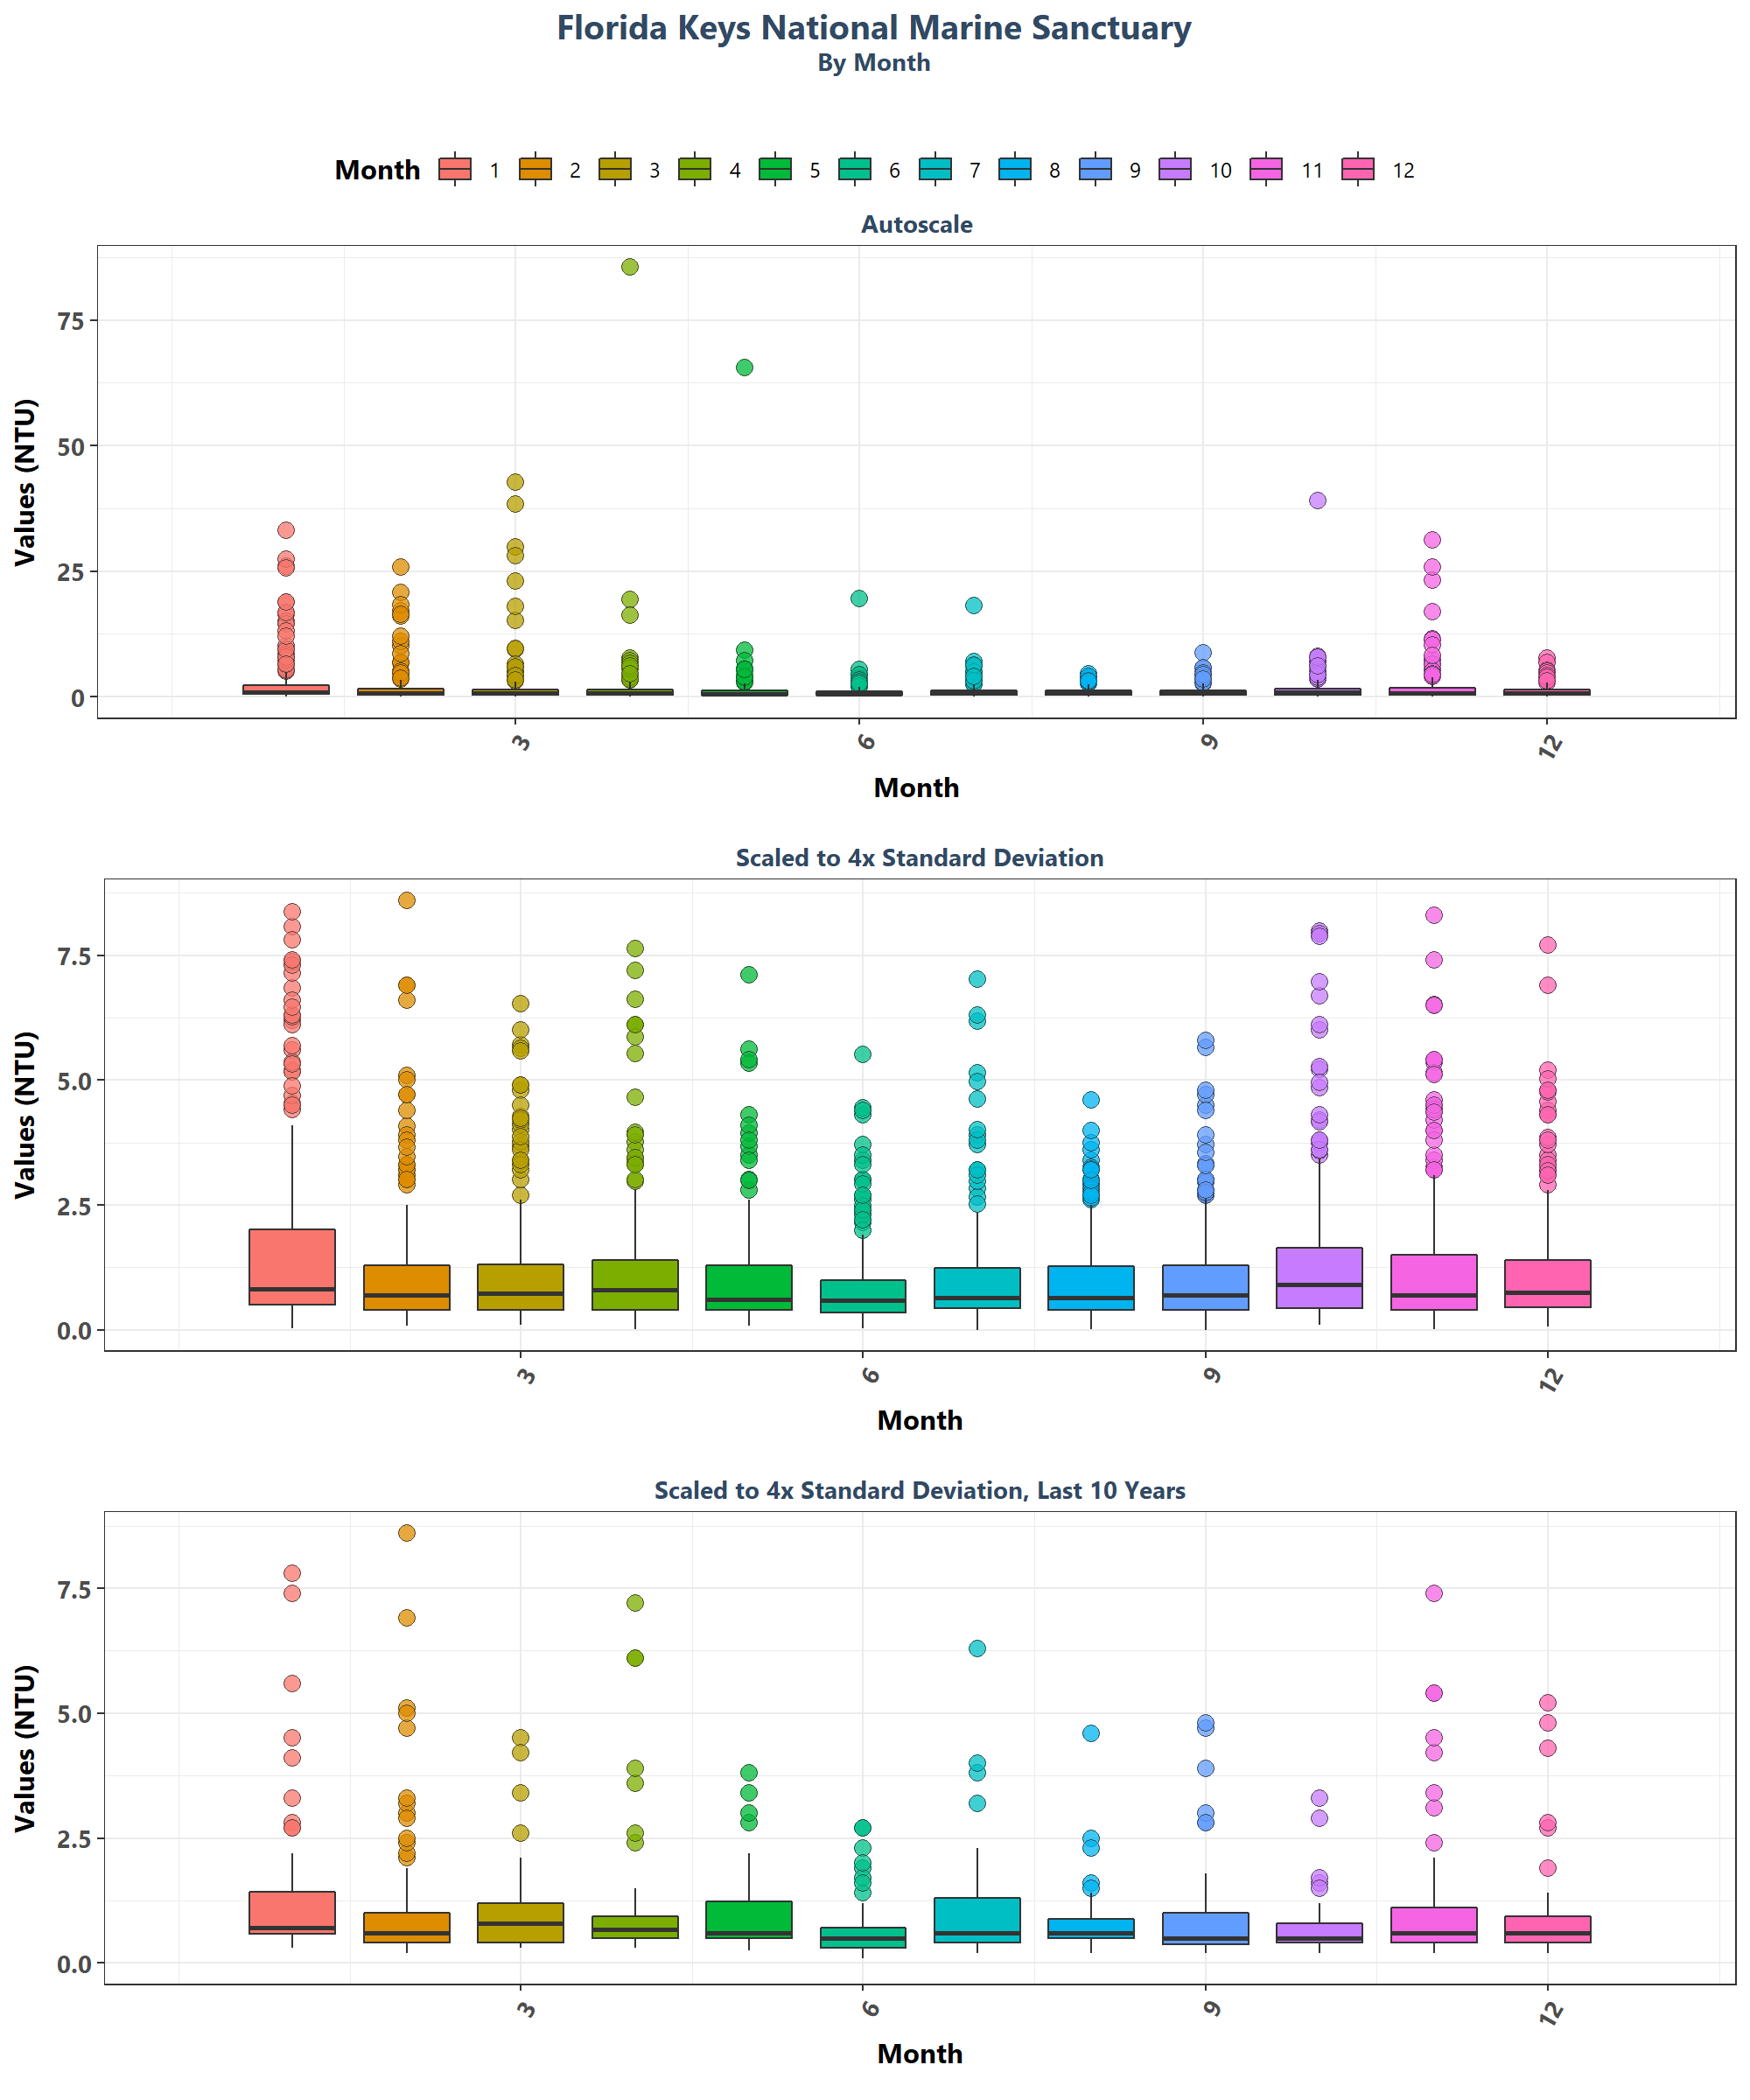 Florida Keys National Marine Sanctuary
By Month
Month 1 2 3 4 5 6 7 8 9 10 11 12
Autoscale
Values (NTU)
75
50
25
0
3 6 9 12
Month
Scaled to 4x Standard Deviation
Values (NTU)
7.5
5.0
2.5
0.0
3 6 9 12
Month
Scaled to 4x Standard Deviation, Last 10 Years
Values (NTU)
7.5
5.0
2.5
0.0
3 6 9 12
Month